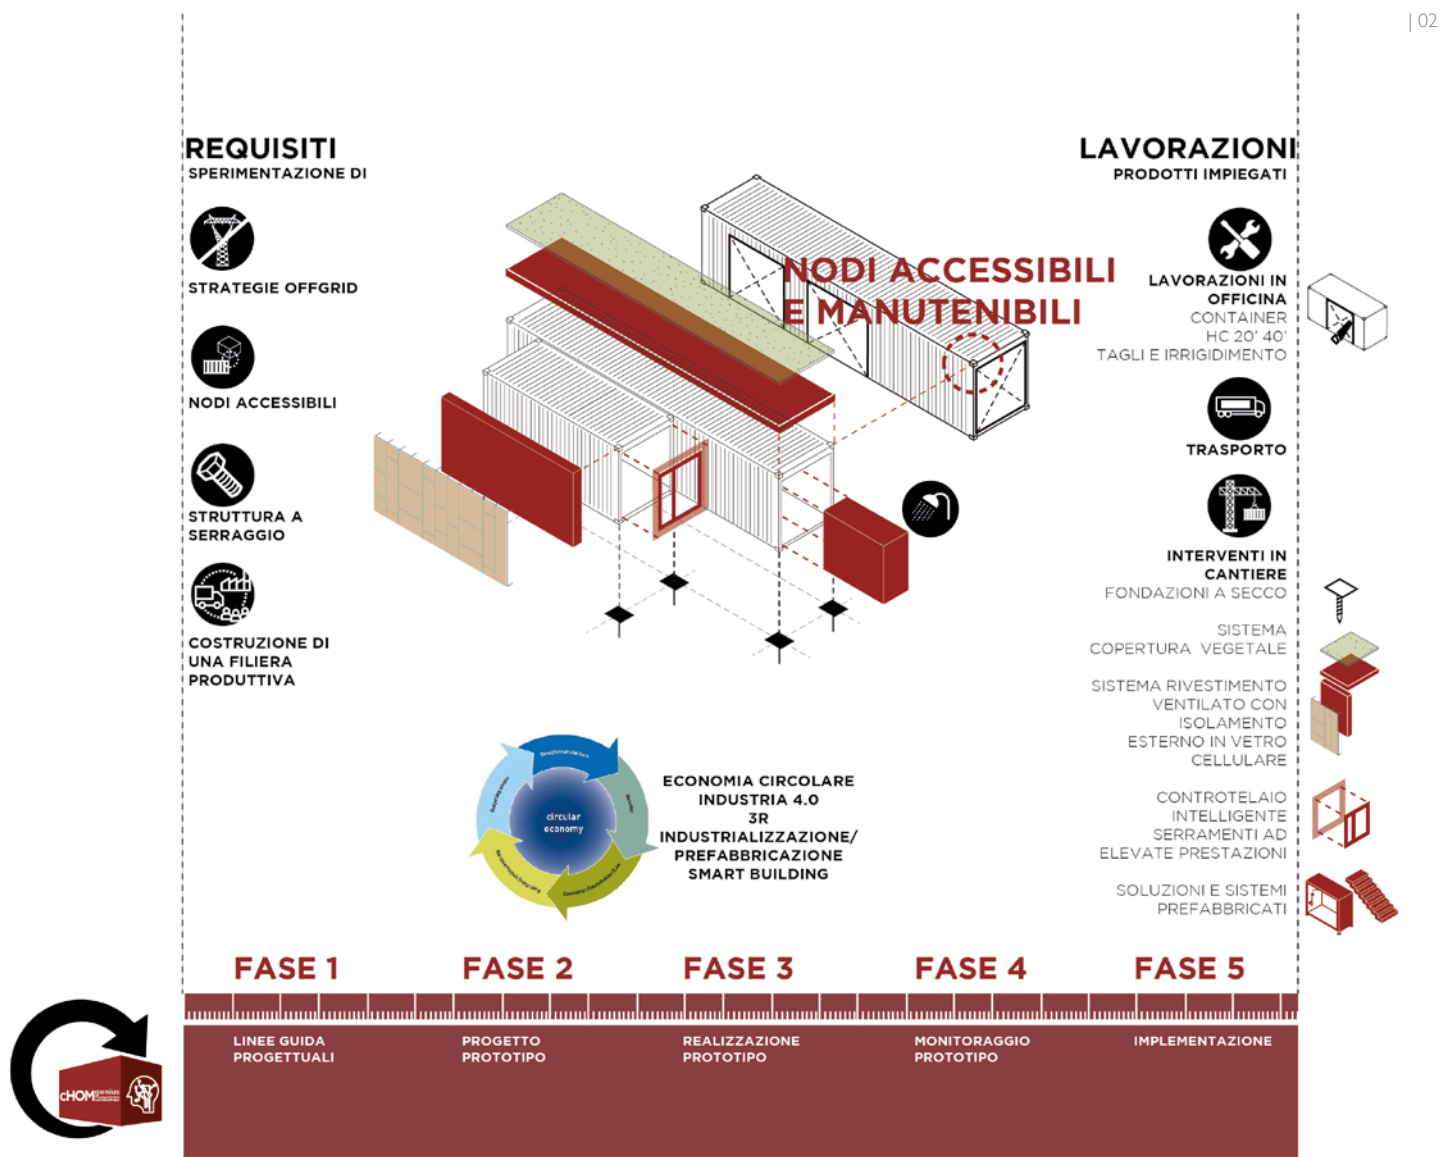 | 02
REQUISITI
SPERIMENTAZIONE DI
STRATEGIE OFFGRID
NODI ACCESSIBILI
STRUTTURA A
SERRAGGIO
COSTRUZIONE DI
UNA FILIERA
PRODUTTIVA
NODI ACCESSIBILI
E MANUTENIBILI
LAVORAZIONI
PRODOTTI IMPIEGATI
LAVORAZIONI IN
OFFICINA
CONTAINER
HC 20' 40'
TAGLI E IRRIGIDIMENTO
TRASPORTO
INTERVENTI IN
CANTIERE
FONDAZIONI A SECCO
SISTEMA
COPERTURA VEGETALE
SISTEMA RIVESTIMENTO
VENTILATO CON
ISOLAMENTO
ESTERNO IN VETRO
CELLULARE
CONTROTELAIO
INTELLIGENTE
SERRAMENTI AD
ELEVATE PRESTAZIONI
SOLUZIONI E SISTEMI
PREFABBRICATI
circular
economy
ECONOMIA CIRCOLARE
INDUSTRIA 4.0
3R
INDUSTRIALIZZAZIONE/
PREFABBRICAZIONE
SMART BUILDING
FASE 1
FASE 2
FASE 3
FASE 4
FASE 5
LINEE GUIDA
PROGETTUALI
PROGETTO
PROTOTIPO
REALIZZAZIONE
PROTOTIPO
MONITORAGGIO
PROTOTIPO
IMPLEMENTAZIONE
cHOM
genius